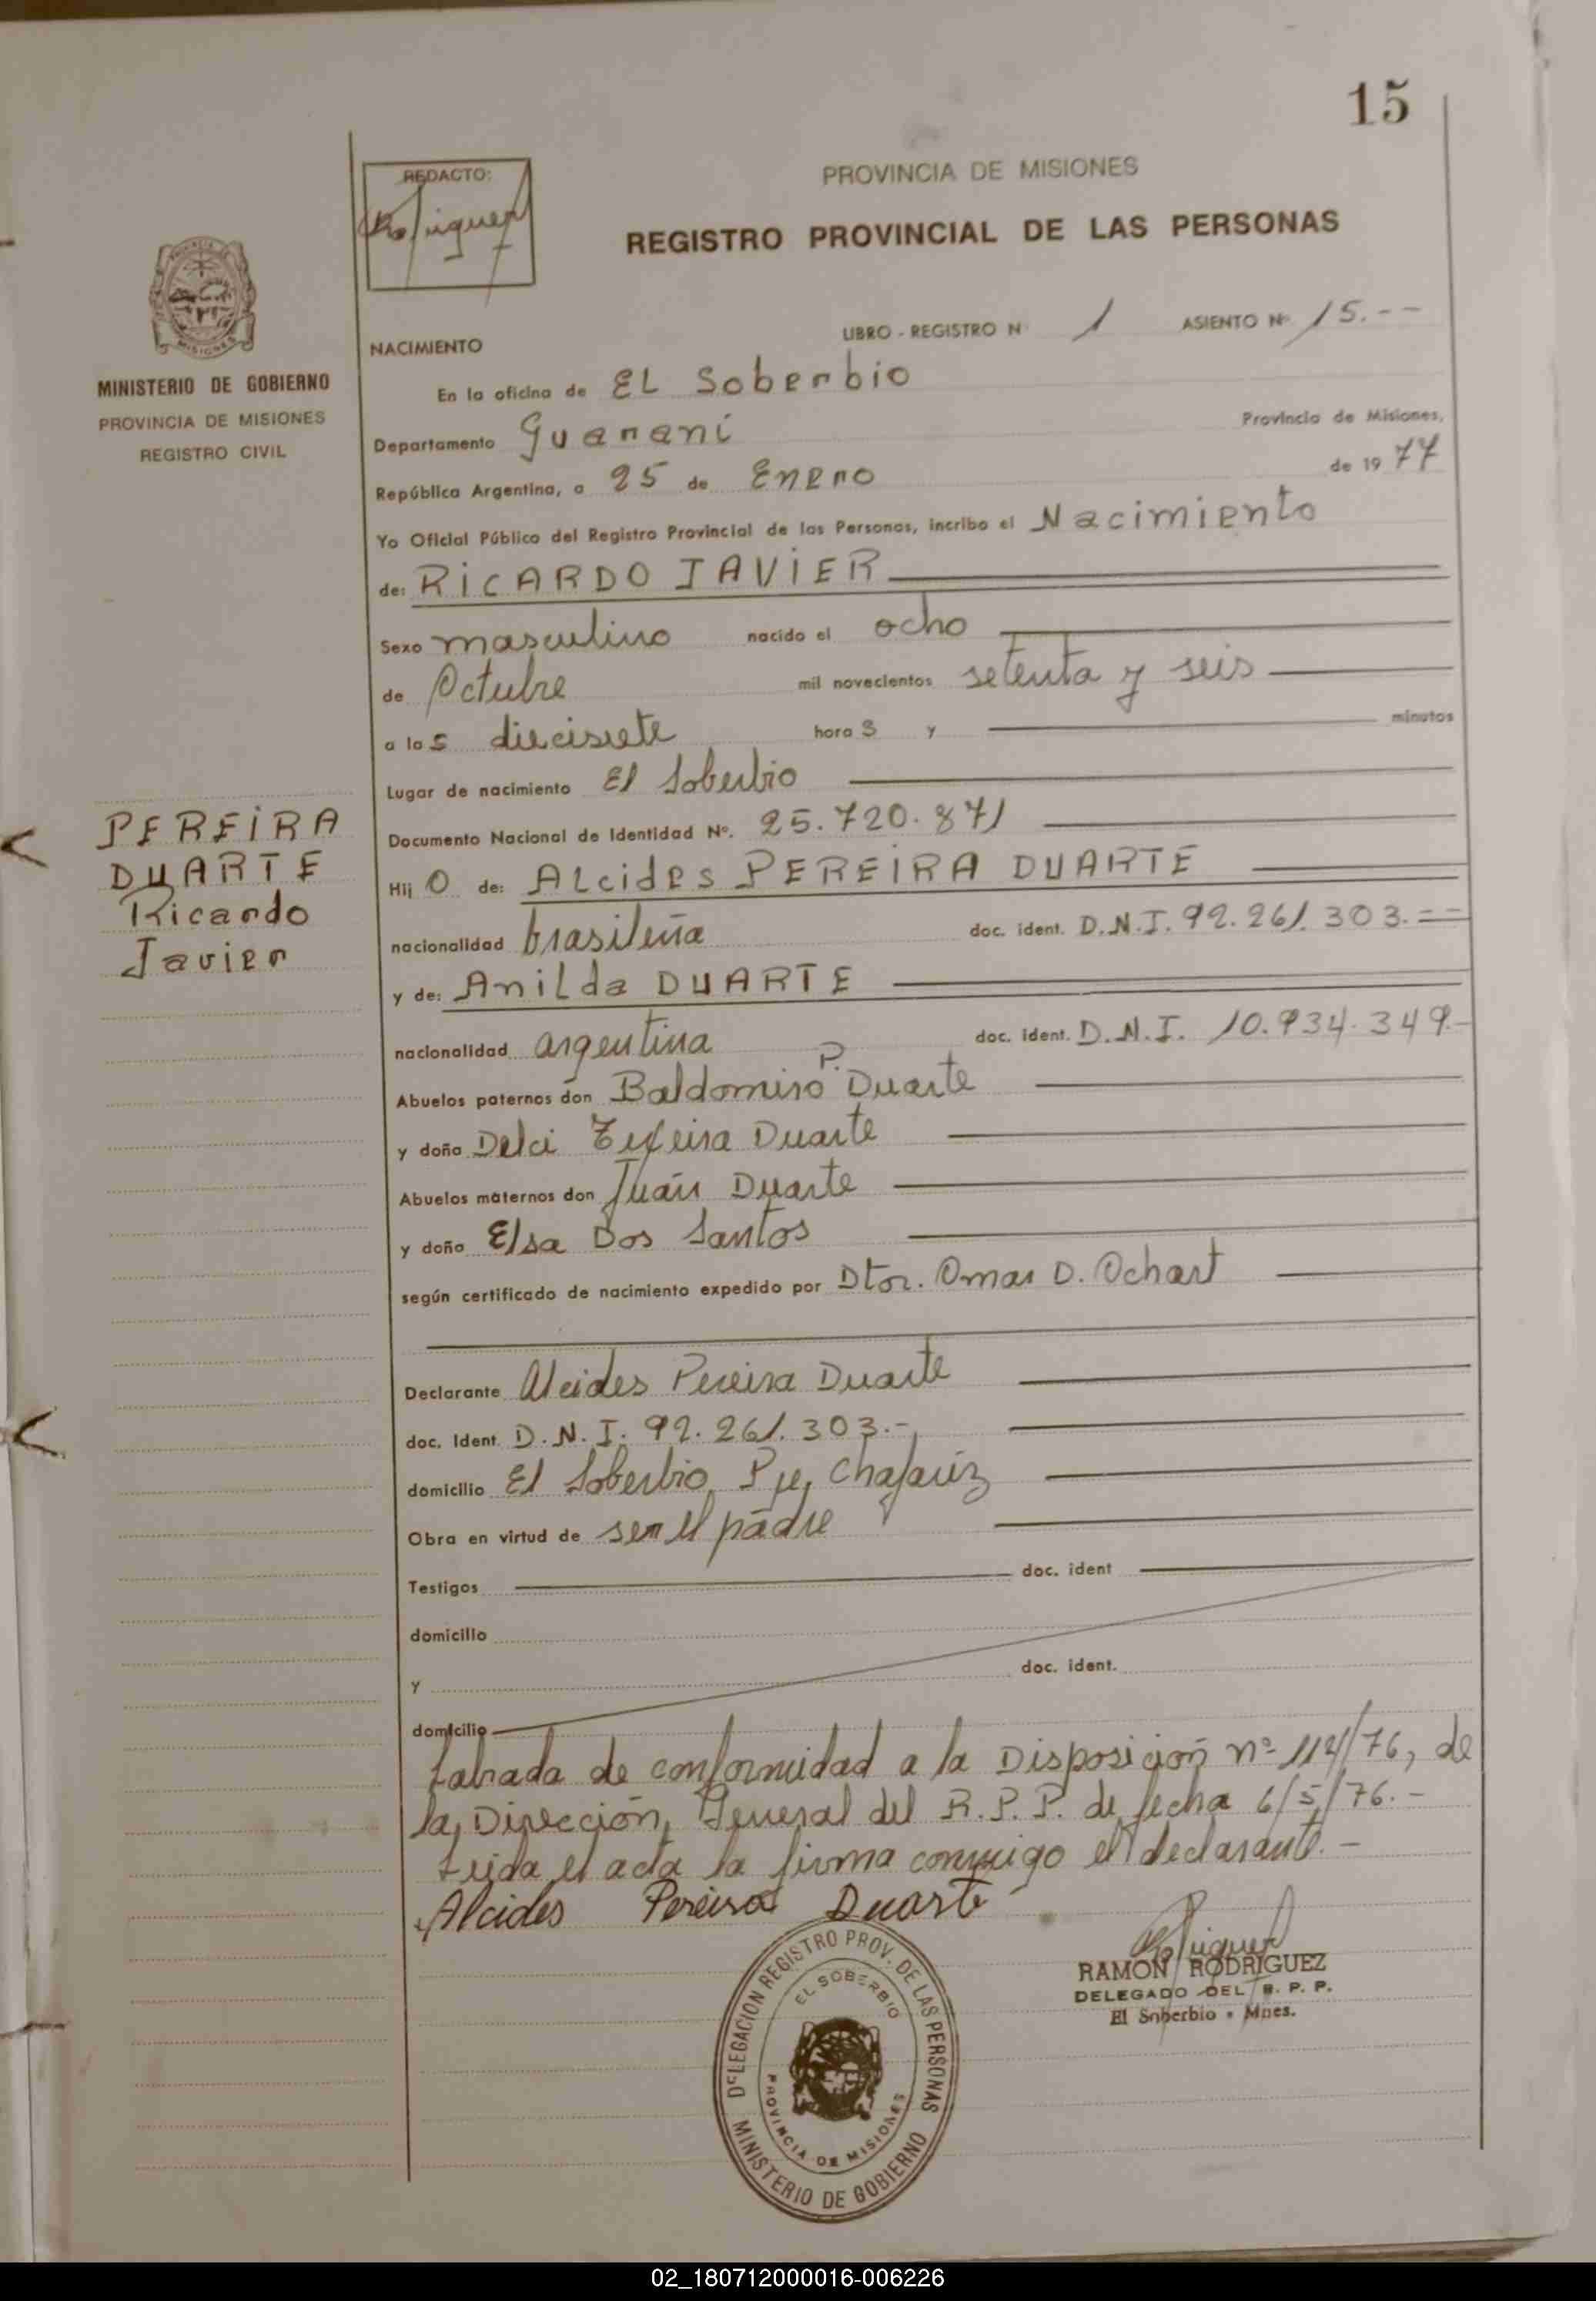 15
REDACTO:
PROVINCIA DE MISIONES
REGISTRO PROVINCIAL DE LAS PERSONAS
MISIONES
MINISTERIO DE GOBIERNO
PROVINCIA DE MISIONES
REGISTRO CIVIL
NACIMIENTO
LIBRO - REGISTRO N 1 ASIENTO Nº 15.--
En la oficina de EL Soberbio
Departamento Guaraní Provincia de Misiones,
República Argentina, a 25 de Enero de 1977
Yo Oficial Público del Registro Provincial de las Personas, incribo el Nacimiento
de: RICARDO JAVIER
Sexo masculino nacido el ocho
de Octubre mil novecientos setenta y seis
a las diecisiete horas y minutos
Lugar de nacimiento El Soberbio
Documento Nacional de Identidad Nº. 25.720.871
PEREIRA
DUARTE
Ricardo
Javier
Hijo de: ALcides PEREIRA DUARTE
nacionalidad brasileña doc. ident. D.N.I. 92.261.303.--
y de: AniLda DUARTE
nacionalidad argentina doc. ident. D.N.I. 10.934.349.-
Abuelos paternos don Baldomiro P. Duarte
y doña Delci Duarte
Abuelos maternos don Juan Duarte
y doña Elsa Dos Santos
según certificado de nacimiento expedido por Dtor. Omar D. Ochart
Declarante Alcides Pereira Duarte
doc. Ident. D.N.I. 92.261.303.-
domicilio El Soberbio,
Obra en virtud de ser el padre
Testigos doc. ident
domicilio
y doc. ident.
domicilio
Labrada de conformidad a la Disposición nº /76, de
la Dirección General del R.P.P. de fecha 6/5/76.-
Leida el acta la firma conmigo el declarante.-
Alcides Pereira Duarte
RAMON RODRIGUEZ
DELEGADO DEL R. P. P.
El Soberbio - Mnes.
DELEGACION REGISTRO PROV. DE LAS PERSONAS
EL SOBERBIO
PROVINCIA DE MISIONES
MINISTERIO DE GOBIERNO
02_180712000016-006226